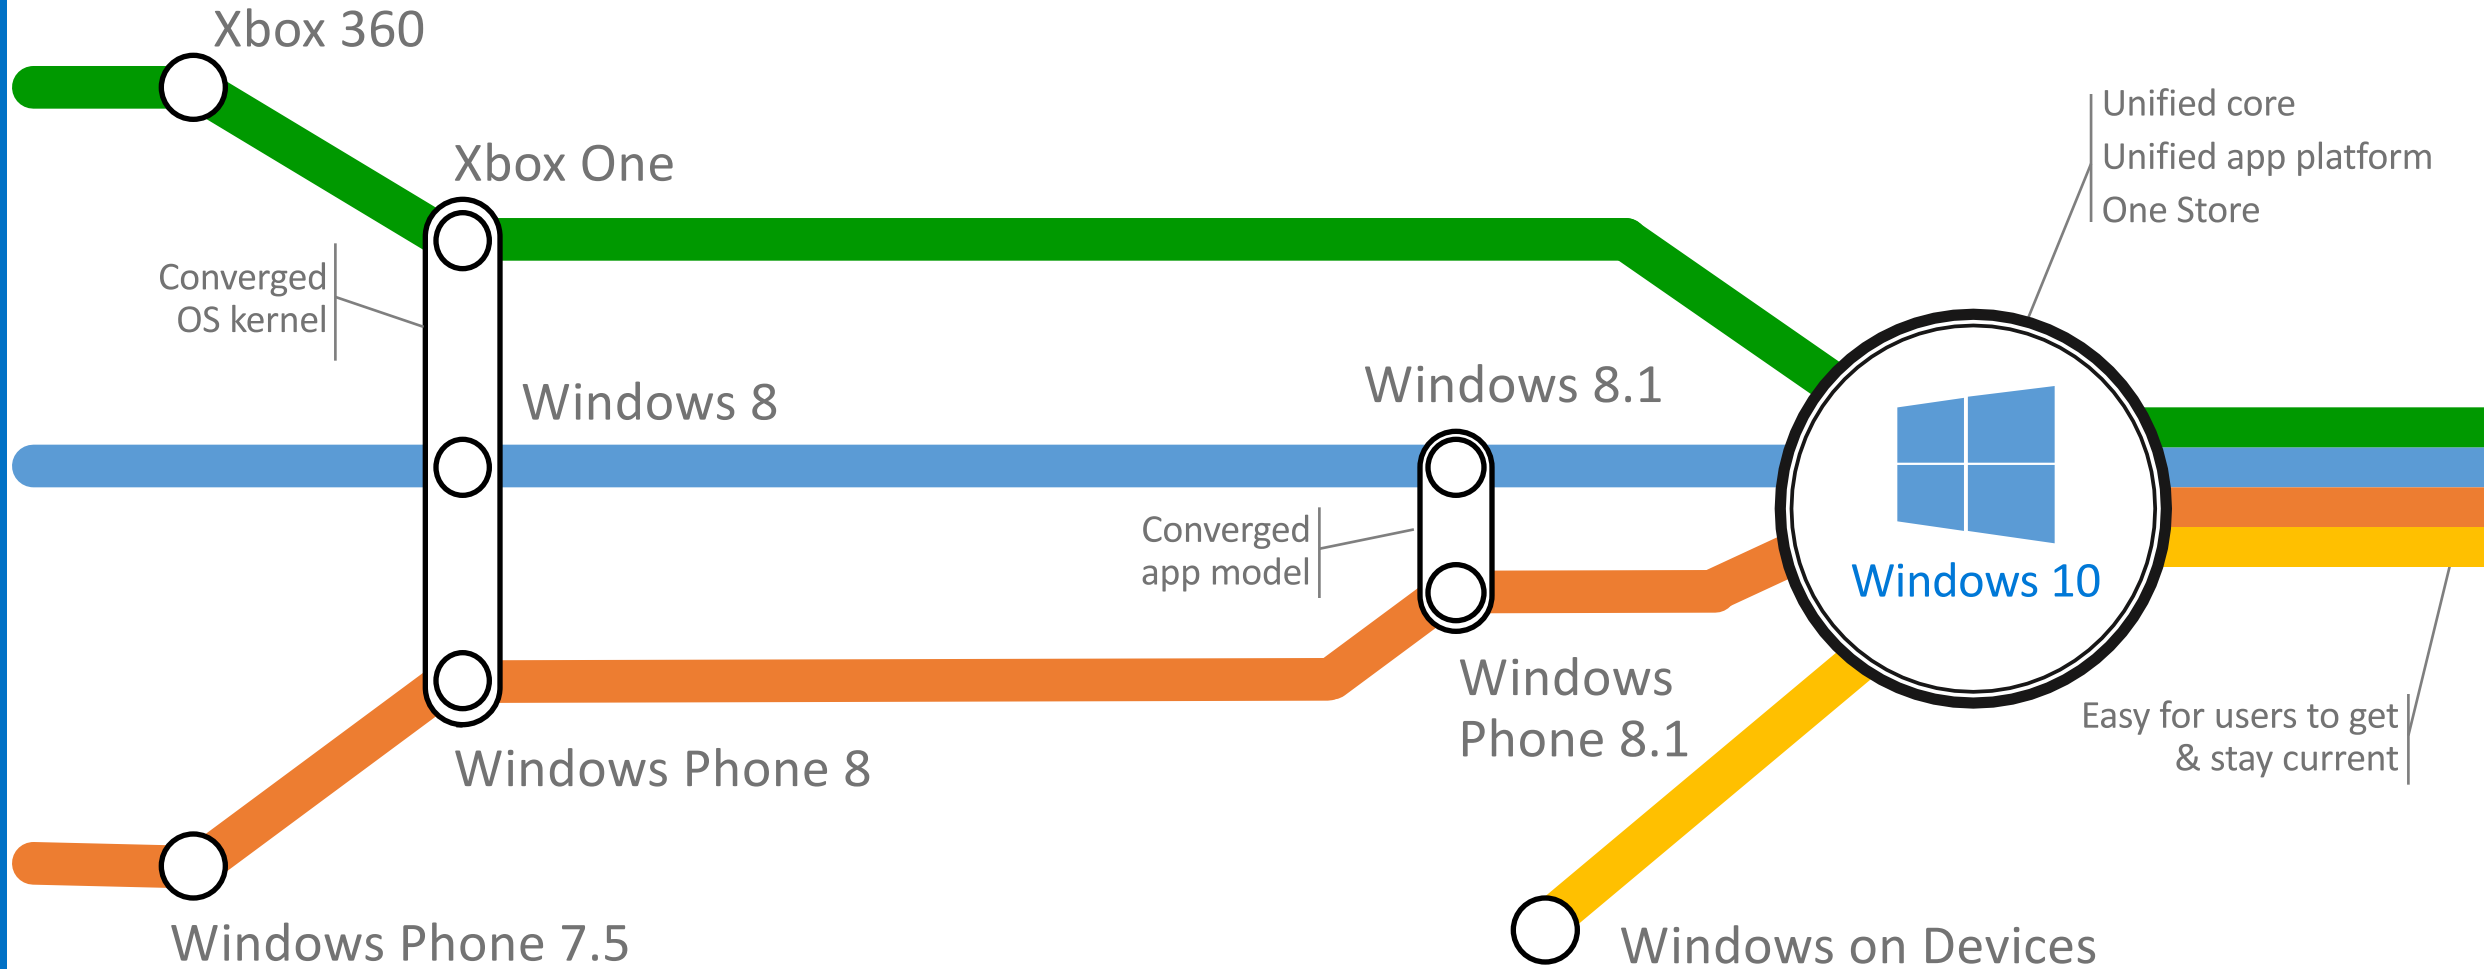 Xbox 360
Xbox One
Unified core
Unified app platform
One Store
Converged
OS kernel
Windows 8
Windows 8.1
Converged
app model
Windows 10
Windows
Phone 8.1
Windows Phone 8
Easy for users to get
& stay current
Windows Phone 7.5
Windows on Devices